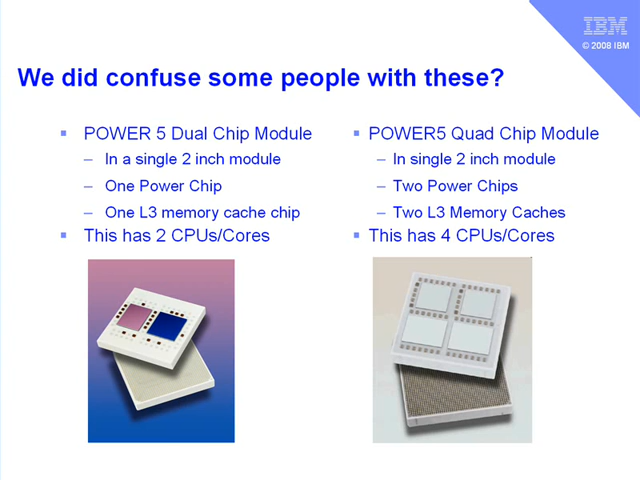 IBM
© 2008 IBM
We did confuse some people with these?
▪ POWER 5 Dual Chip Module
– In a single 2 inch module
– One Power Chip
– One L3 memory cache chip
▪ This has 2 CPUs/Cores
▪ POWER5 Quad Chip Module
– In single 2 inch module
– Two Power Chips
– Two L3 Memory Caches
▪ This has 4 CPUs/Cores